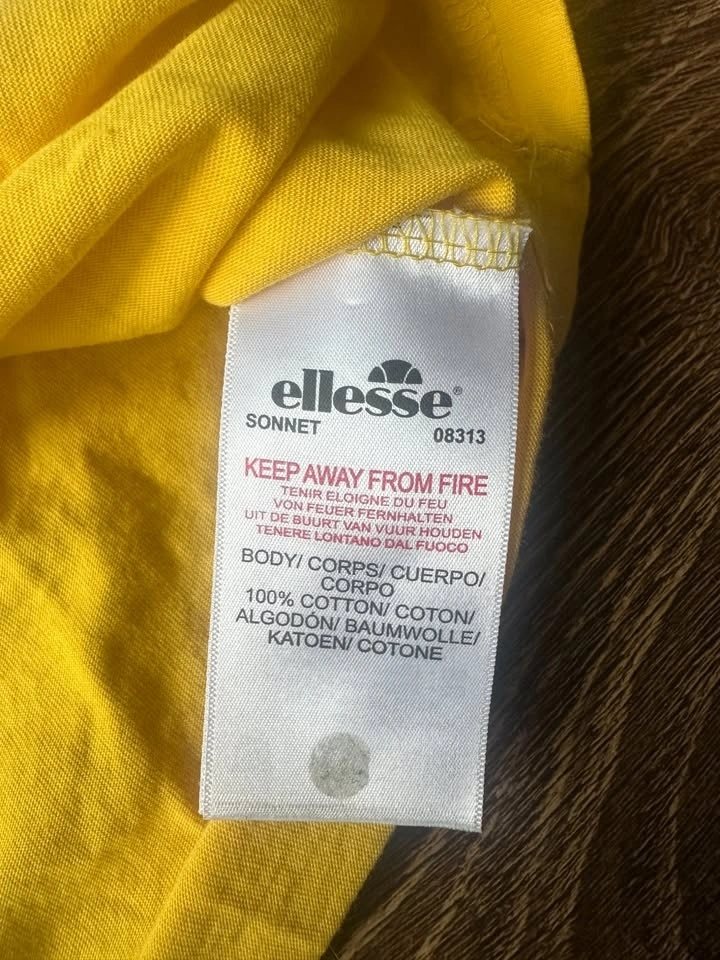 ellesse®
SONNET 08313
KEEP AWAY FROM FIRE
TENIR ELOIGNE DU FEU
VON FEUER FERNHALTEN
UIT DE BUURT VAN VUUR HOUDEN
TENERE LONTANO DAL FUOCO
BODY/ CORPS/ CUERPO/
CORPO
100% COTTON/ COTON/
ALGODÓN/ BAUMWOLLE/
KATOEN/ COTONE